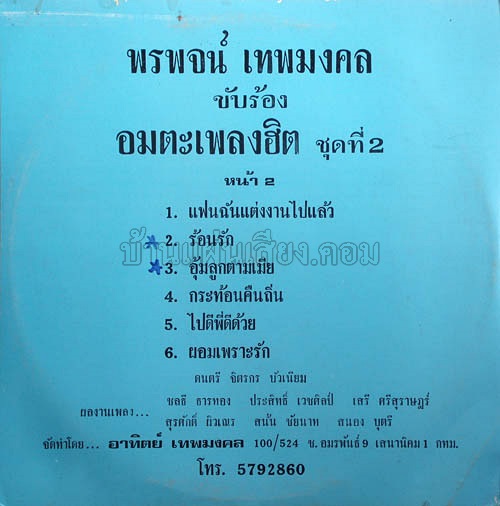 พรพจน์ เทพมงคล
ขับร้อง
อมตะเพลงฮิต ชุดที่ 2
หน้า 2
1. แฟนฉันแต่งงานไปแล้ว
2. ร้อนรัก
บ้านแผ่นเสียง.คอม
3. อุ้มลูกตามเมีย
4. กระท้อนคืนถิ่น
5. ไปดีพี่ดีด้วย
6. ผอมเพราะรัก
ดนตรี จิตรกร บัวเนียม
ผลงานเพลง... ชลธี ธารทอง ประสิทธิ์ เวชศิลป์ เสรี ศรีสุราษฎร์
สุรศักดิ์ ผิวเณร สนั่น ชัยนาท สนอง บุตรี
จัดทำโดย... อาทิตย์ เทพมงคล 100/524 ซ.อมรพันธ์ 9 เสนานิคม 1 กทม.
โทร. 5792860